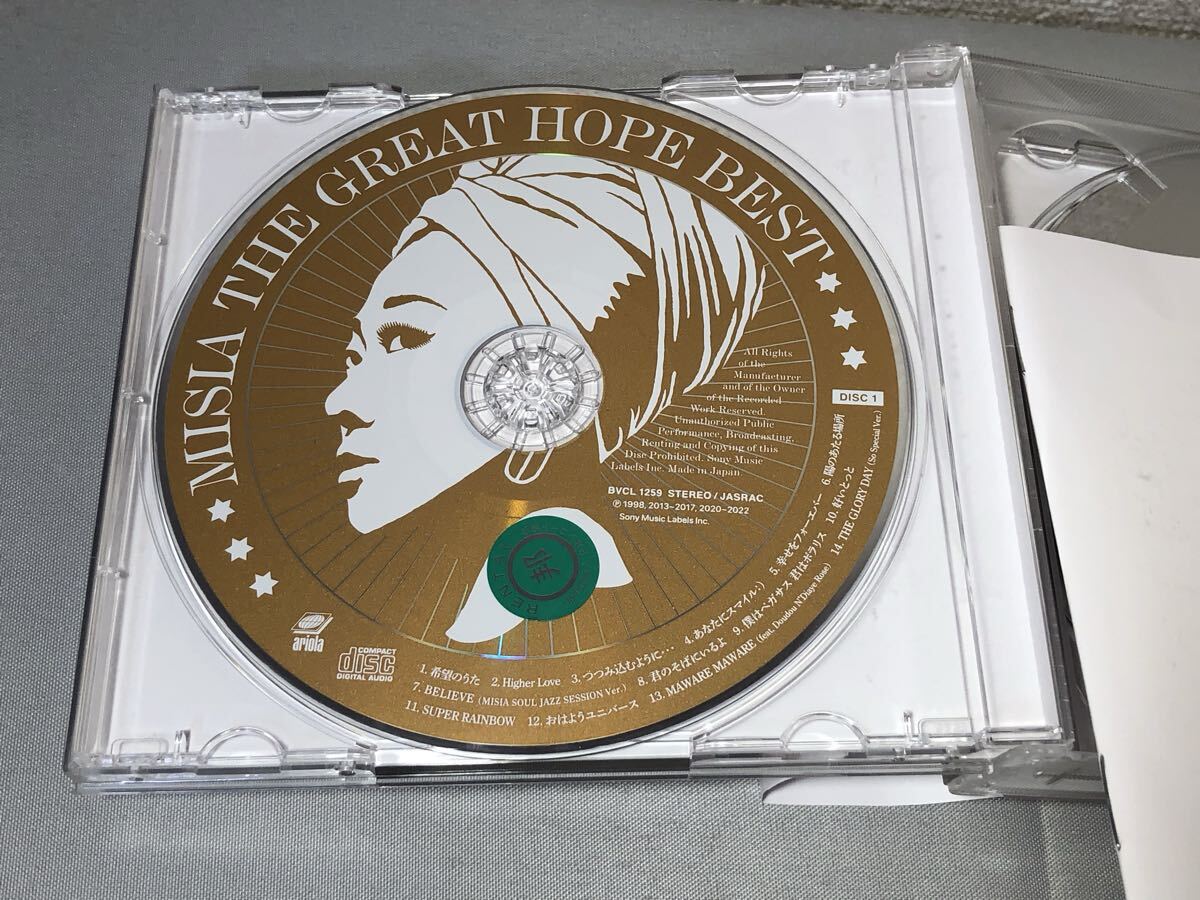 MISIA THE GREAT HOPE BEST
All Rights
of the
Manufacturer
and of the Owner
of the Recorded
Work Reserved.
Unauthorized Public
Performance, Broadcasting,
Renting and Copying of this
Disc Prohibited. Sony Music
Labels Inc. Made in Japan.
DISC 1
BVCL 1259 STEREO / JASRAC
Ⓟ 1998, 2013-2017, 2020-2022
Sony Music Labels Inc.
RENTAL
ariola
COMPACT
disc
DIGITAL AUDIO
1. 希望のうた 2. Higher Love 3. つつみ込むように… 4. あなたにスマイル:) 5. 幸せをフォーエバー 6. 陽のあたる場所
7. BELIEVE (MISIA SOUL JAZZ SESSION Ver.) 8. 君のそばにいるよ 9. 僕はペガサス 君はポラリス 10. 好いとっと
11. SUPER RAINBOW 12. おはようユニバース 13. MAWARE MAWARE (feat. Doudou N'Diaye Rose) 14. THE GLORY DAY (So Special Ver.)